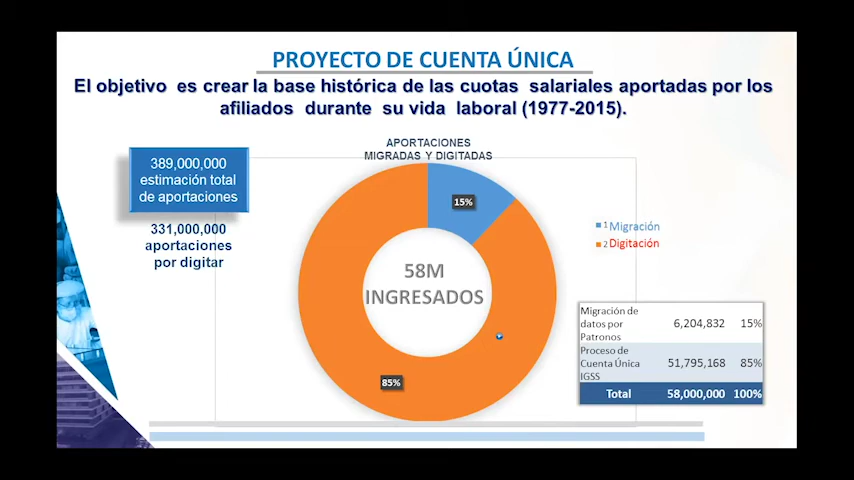 PROYECTO DE CUENTA ÚNICA
El objetivo es crear la base histórica de las cuotas salariales aportadas por los
afiliados durante su vida laboral (1977-2015).
389,000,000
estimación total
de aportaciones
331,000,000
aportaciones
por digitar
APORTACIONES
MIGRADAS Y DIGITADAS
15%
58M
INGRESADOS
85%
1 Migración
2 Digitación
Migración de
datos por
Patronos
6,204,832 15%
Proceso de
Cuenta Única
IGSS
51,795,168 85%
Total 58,000,000 100%